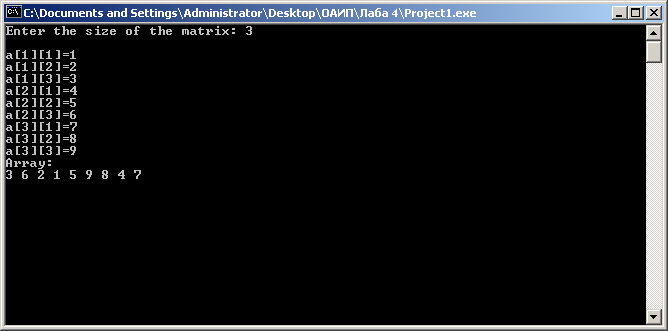 C:\Documents and Settings\Administrator\Desktop\ОАИП\Лаба 4\Project1.exe
Enter the size of the matrix: 3
a[1][1]=1
a[1][2]=2
a[1][3]=3
a[2][1]=4
a[2][2]=5
a[2][3]=6
a[3][1]=7
a[3][2]=8
a[3][3]=9
Array:
3 6 2 1 5 9 8 4 7